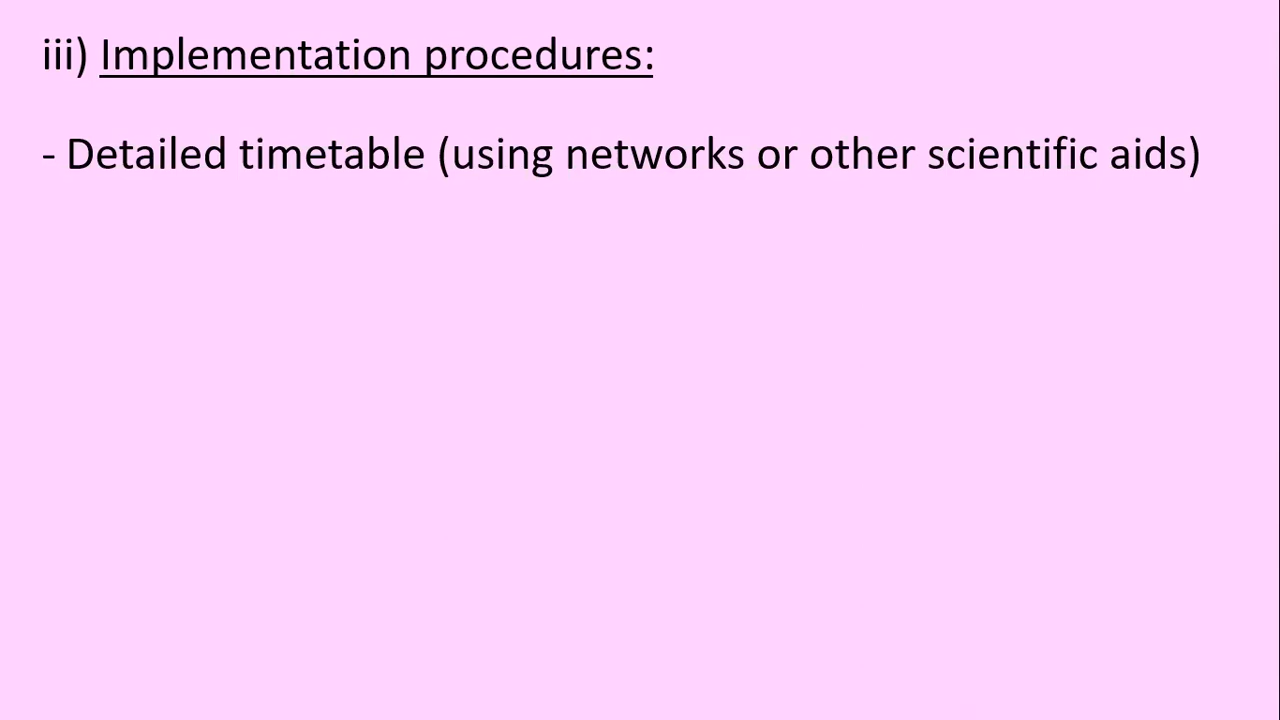 iii) Implementation procedures:
- Detailed timetable (using networks or other scientific aids)